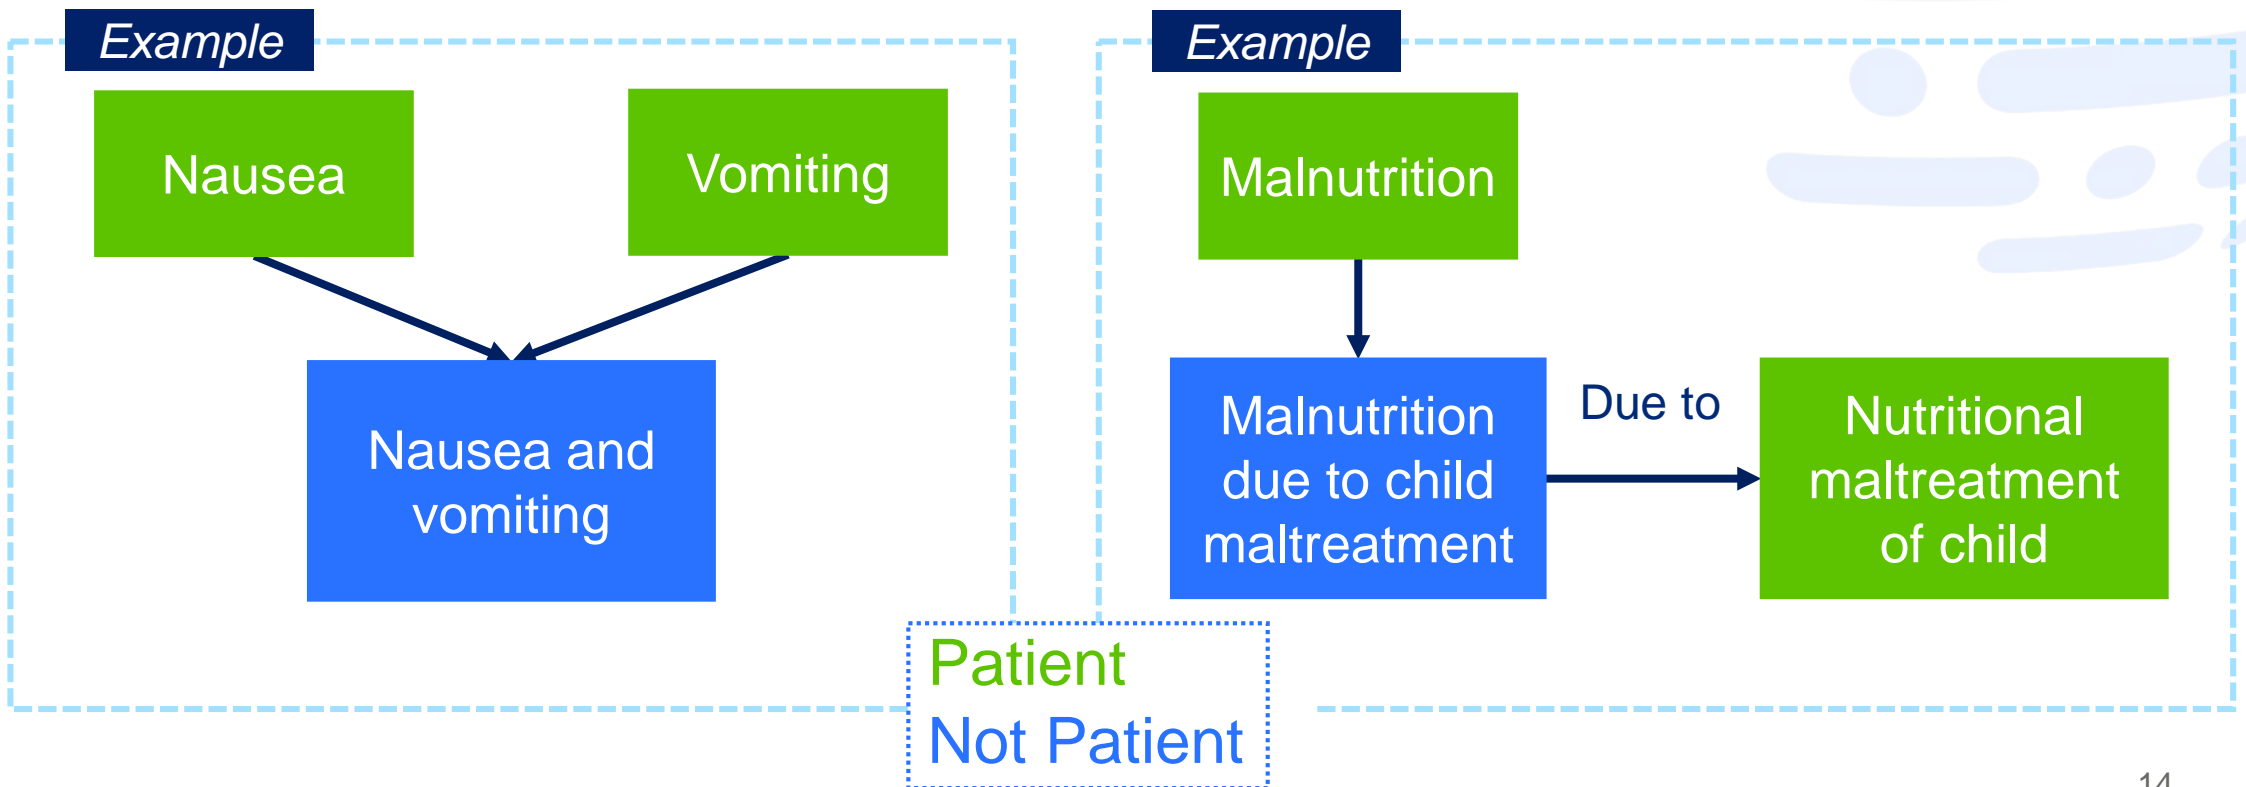 Example
Nausea
Vomiting
Nausea and
vomiting
Example
Malnutrition
Malnutrition
due to child
maltreatment
Due to
Nutritional
maltreatment
of child
Patient
Not Patient
14